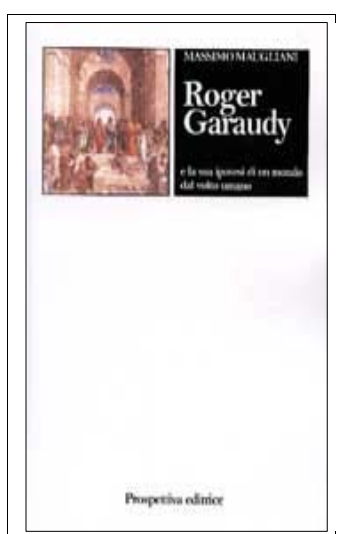 MASSIMO MAUGLIANI
Roger
Garaudy
e la sua ipotesi di un mondo
dal volto umano
Prospettiva editrice